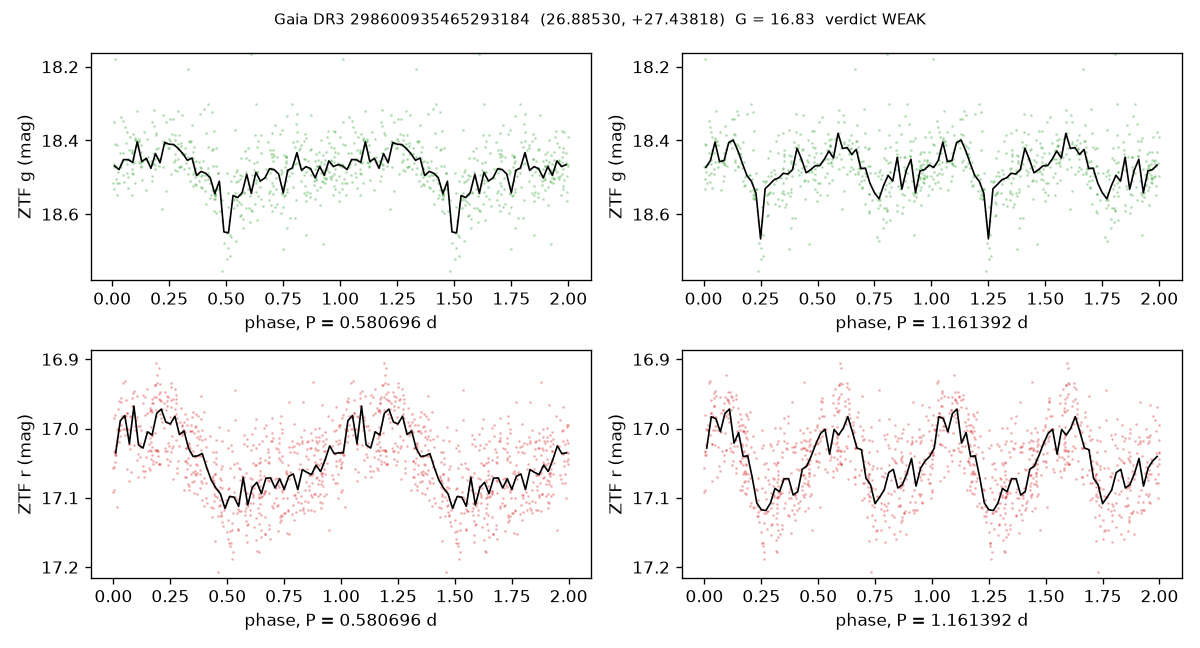 Gaia DR3 298600935465293184  (26.88530, +27.43818)  G = 16.83  verdict WEAK
ZTF g (mag)
18.2
18.4
18.6
0.00 0.25 0.50 0.75 1.00 1.25 1.50 1.75 2.00
phase, P = 0.580696 d
ZTF g (mag)
18.2
18.4
18.6
0.00 0.25 0.50 0.75 1.00 1.25 1.50 1.75 2.00
phase, P = 1.161392 d
ZTF r (mag)
16.9
17.0
17.1
17.2
0.00 0.25 0.50 0.75 1.00 1.25 1.50 1.75 2.00
phase, P = 0.580696 d
ZTF r (mag)
16.9
17.0
17.1
17.2
0.00 0.25 0.50 0.75 1.00 1.25 1.50 1.75 2.00
phase, P = 1.161392 d